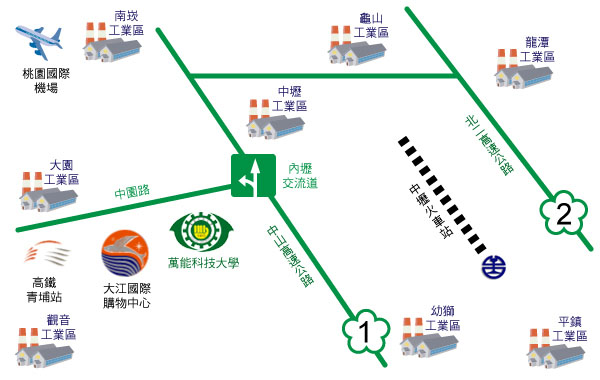 南崁
工業區
龜山
工業區
龍潭
工業區
桃園國際
機場
中壢
工業區
北二高速公路
大園
工業區
內壢
交流道
中園路
中壢火車站
2
萬能科技大學
中山高速公路
高鐵
青埔站
大江國際
購物中心
觀音
工業區
1
幼獅
工業區
平鎮
工業區